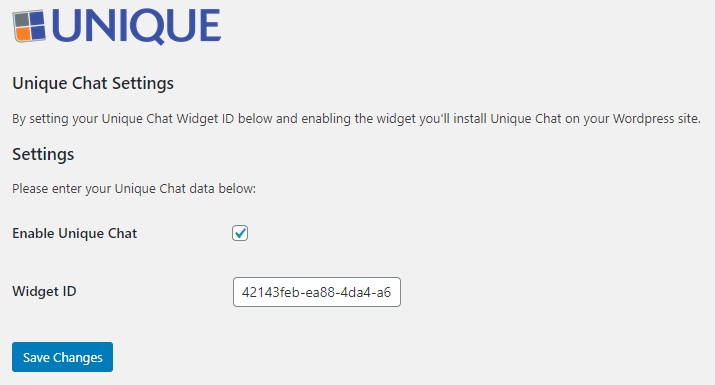 UNIQUE
Unique Chat Settings
By setting your Unique Chat Widget ID below and enabling the widget you'll install Unique Chat on your Wordpress site.
Settings
Please enter your Unique Chat data below:
Enable Unique Chat
Widget ID 42143feb-ea88-4da4-a6
Save Changes